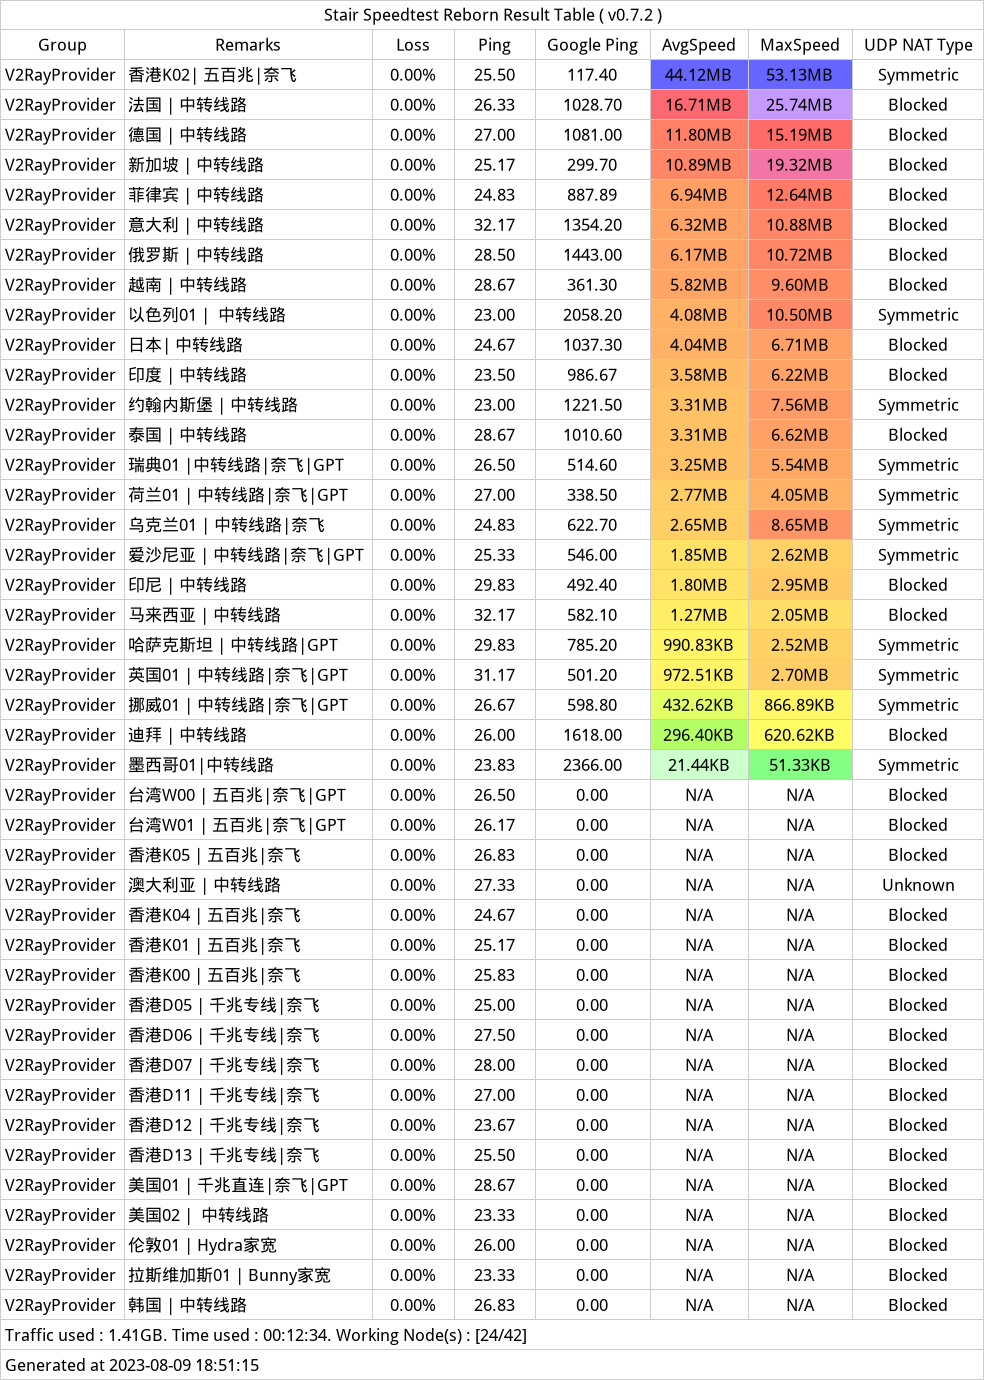 Stair Speedtest Reborn Result Table ( v0.7.2 )
Group Remarks Loss Ping Google Ping AvgSpeed MaxSpeed UDP NAT Type
V2RayProvider 香港K02| 五百兆|奈飞 0.00% 25.50 117.40 44.12MB 53.13MB Symmetric
V2RayProvider 法国 | 中转线路 0.00% 26.33 1028.70 16.71MB 25.74MB Blocked
V2RayProvider 德国 | 中转线路 0.00% 27.00 1081.00 11.80MB 15.19MB Blocked
V2RayProvider 新加坡 | 中转线路 0.00% 25.17 299.70 10.89MB 19.32MB Blocked
V2RayProvider 菲律宾 | 中转线路 0.00% 24.83 887.89 6.94MB 12.64MB Blocked
V2RayProvider 意大利 | 中转线路 0.00% 32.17 1354.20 6.32MB 10.88MB Blocked
V2RayProvider 俄罗斯 | 中转线路 0.00% 28.50 1443.00 6.17MB 10.72MB Blocked
V2RayProvider 越南 | 中转线路 0.00% 28.67 361.30 5.82MB 9.60MB Blocked
V2RayProvider 以色列01 |  中转线路 0.00% 23.00 2058.20 4.08MB 10.50MB Symmetric
V2RayProvider 日本| 中转线路 0.00% 24.67 1037.30 4.04MB 6.71MB Blocked
V2RayProvider 印度 | 中转线路 0.00% 23.50 986.67 3.58MB 6.22MB Blocked
V2RayProvider 约翰内斯堡 | 中转线路 0.00% 23.00 1221.50 3.31MB 7.56MB Symmetric
V2RayProvider 泰国 | 中转线路 0.00% 28.67 1010.60 3.31MB 6.62MB Blocked
V2RayProvider 瑞典01 |中转线路|奈飞|GPT 0.00% 26.50 514.60 3.25MB 5.54MB Symmetric
V2RayProvider 荷兰01 | 中转线路|奈飞|GPT 0.00% 27.00 338.50 2.77MB 4.05MB Symmetric
V2RayProvider 乌克兰01 | 中转线路|奈飞 0.00% 24.83 622.70 2.65MB 8.65MB Symmetric
V2RayProvider 爱沙尼亚 | 中转线路|奈飞|GPT 0.00% 25.33 546.00 1.85MB 2.62MB Symmetric
V2RayProvider 印尼 | 中转线路 0.00% 29.83 492.40 1.80MB 2.95MB Blocked
V2RayProvider 马来西亚 | 中转线路 0.00% 32.17 582.10 1.27MB 2.05MB Blocked
V2RayProvider 哈萨克斯坦 | 中转线路|GPT 0.00% 29.83 785.20 990.83KB 2.52MB Symmetric
V2RayProvider 英国01 | 中转线路|奈飞|GPT 0.00% 31.17 501.20 972.51KB 2.70MB Symmetric
V2RayProvider 挪威01 | 中转线路|奈飞|GPT 0.00% 26.67 598.80 432.62KB 866.89KB Symmetric
V2RayProvider 迪拜 | 中转线路 0.00% 26.00 1618.00 296.40KB 620.62KB Blocked
V2RayProvider 墨西哥01|中转线路 0.00% 23.83 2366.00 21.44KB 51.33KB Symmetric
V2RayProvider 台湾W00 | 五百兆|奈飞|GPT 0.00% 26.50 0.00 N/A N/A Blocked
V2RayProvider 台湾W01 | 五百兆|奈飞|GPT 0.00% 26.17 0.00 N/A N/A Blocked
V2RayProvider 香港K05 | 五百兆|奈飞 0.00% 26.83 0.00 N/A N/A Blocked
V2RayProvider 澳大利亚 | 中转线路 0.00% 27.33 0.00 N/A N/A Unknown
V2RayProvider 香港K04 | 五百兆|奈飞 0.00% 24.67 0.00 N/A N/A Blocked
V2RayProvider 香港K01 | 五百兆|奈飞 0.00% 25.17 0.00 N/A N/A Blocked
V2RayProvider 香港K00 | 五百兆|奈飞 0.00% 25.83 0.00 N/A N/A Blocked
V2RayProvider 香港D05 | 千兆专线|奈飞 0.00% 25.00 0.00 N/A N/A Blocked
V2RayProvider 香港D06 | 千兆专线|奈飞 0.00% 27.50 0.00 N/A N/A Blocked
V2RayProvider 香港D07 | 千兆专线|奈飞 0.00% 28.00 0.00 N/A N/A Blocked
V2RayProvider 香港D11 | 千兆专线|奈飞 0.00% 27.00 0.00 N/A N/A Blocked
V2RayProvider 香港D12 | 千兆专线|奈飞 0.00% 23.67 0.00 N/A N/A Blocked
V2RayProvider 香港D13 | 千兆专线|奈飞 0.00% 25.50 0.00 N/A N/A Blocked
V2RayProvider 美国01 | 千兆直连|奈飞|GPT 0.00% 28.67 0.00 N/A N/A Blocked
V2RayProvider 美国02 |  中转线路 0.00% 23.33 0.00 N/A N/A Blocked
V2RayProvider 伦敦01 | Hydra家宽 0.00% 26.00 0.00 N/A N/A Blocked
V2RayProvider 拉斯维加斯01 | Bunny家宽 0.00% 23.33 0.00 N/A N/A Blocked
V2RayProvider 韩国 | 中转线路 0.00% 26.83 0.00 N/A N/A Blocked
Traffic used : 1.41GB. Time used : 00:12:34. Working Node(s) : [24/42]
Generated at 2023-08-09 18:51:15